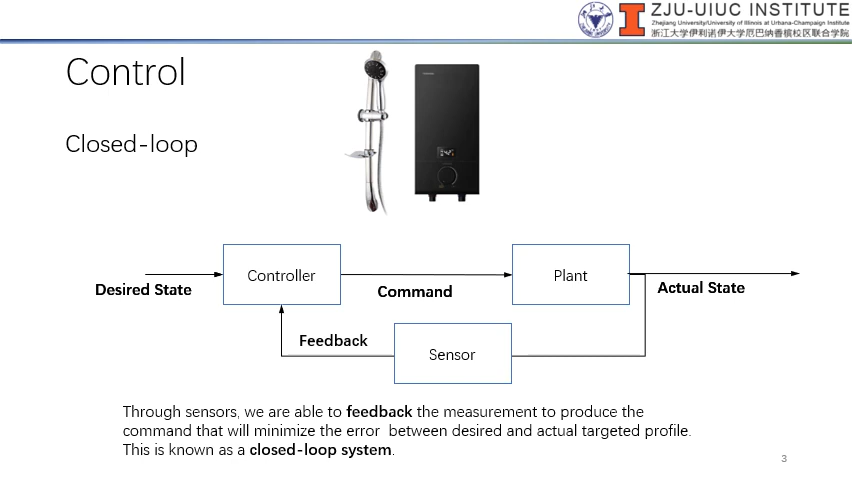 ZJU-UIUC INSTITUTE
Zhejiang University/University of Illinois at Urbana-Champaign Institute
浙江大学伊利诺伊大学厄巴纳香槟校区联合学院
Control
Closed-loop
Controller
Plant
Desired State
Command
Actual State
Feedback
Sensor
Through sensors, we are able to feedback the measurement to produce the
command that will minimize the error  between desired and actual targeted profile.
This is known as a closed-loop system.
3